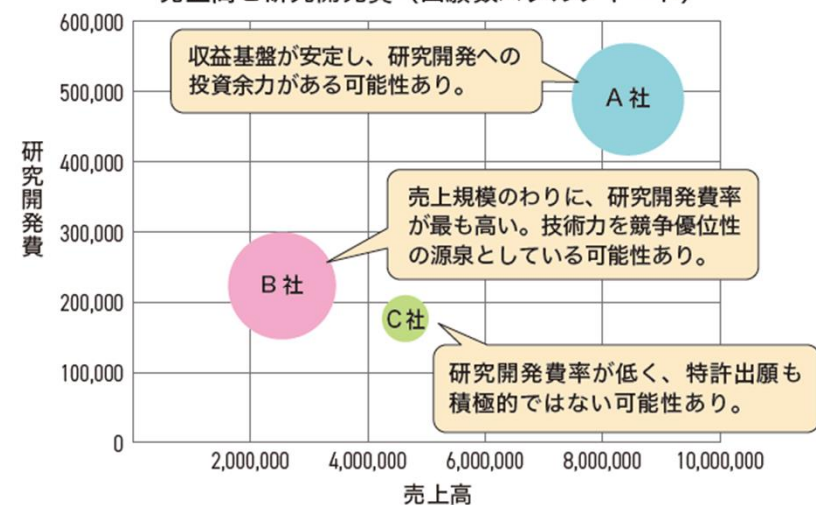 600,000
収益基盤が安定し、研究開発への
投資余力がある可能性あり。
500,000
A社
400,000
研究開発費
売上規模のわりに、研究開発費率
が最も高い。技術力を競争優位性
の源泉としている可能性あり。
300,000
B社
200,000
C社
100,000
研究開発費率が低く、特許出願も
積極的ではない可能性あり。
0
2,000,000 4,000,000 6,000,000 8,000,000 10,000,000
売上高